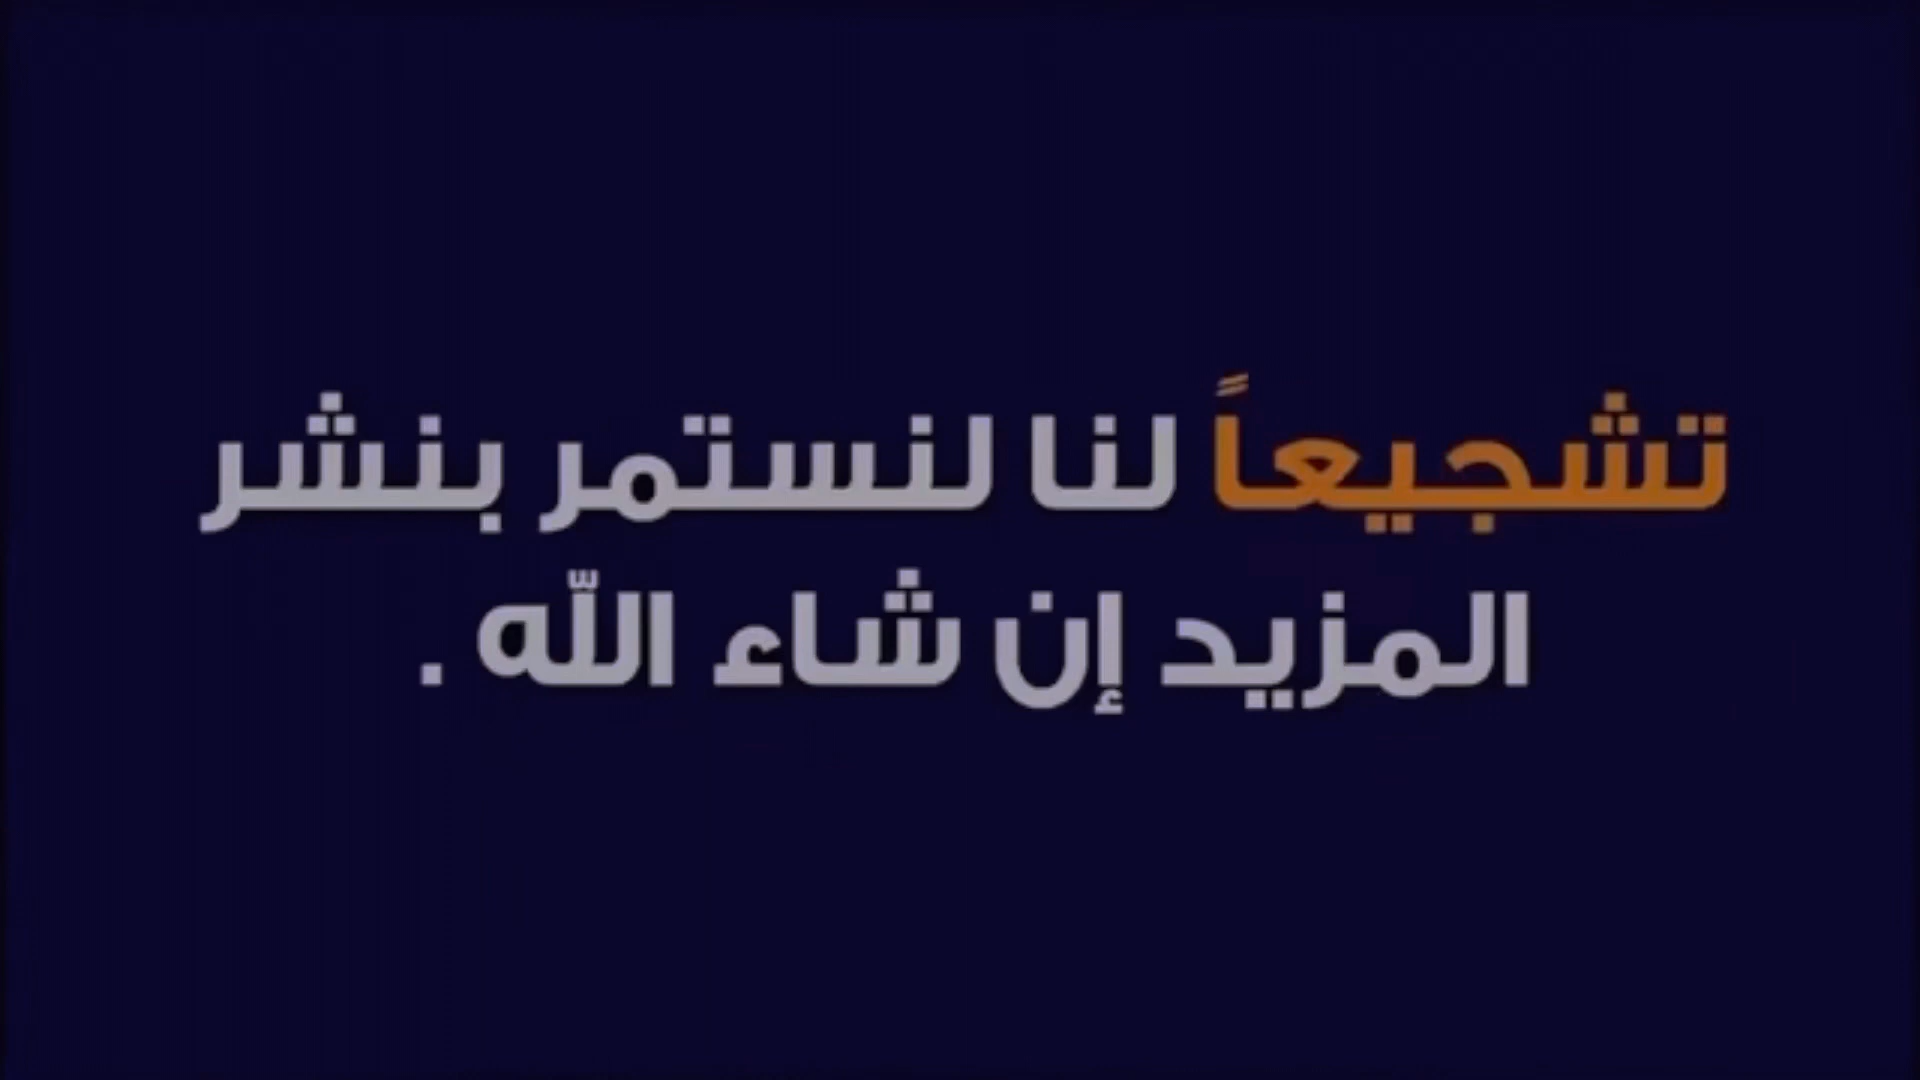 تشجيعاً لنا لنستمر بنشر
المزيد إن شاء اللّه .